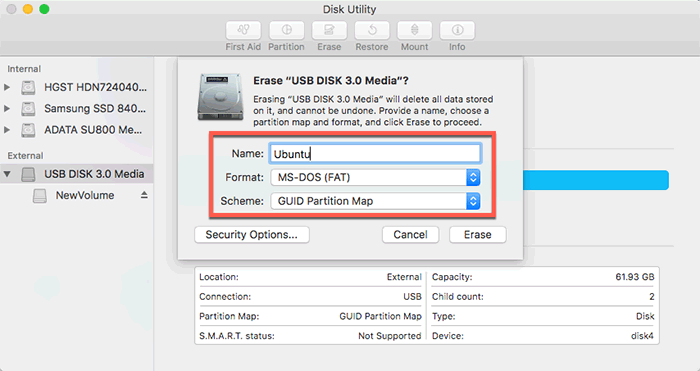 Disk Utility
First Aid Partition Erase Restore Mount Info
Internal
HGST HDN724040...
Samsung SSD 840...
ADATA SU800 Me...
External
USB DISK 3.0 Media
NewVolume
Erase “USB DISK 3.0 Media”?
Erasing “USB DISK 3.0 Media” will delete all data stored
on it, and cannot be undone. Provide a name, choose a
partition map and format, and click Erase to proceed.
Name: Ubuntu
Format: MS-DOS (FAT)
Scheme: GUID Partition Map
Security Options... Cancel Erase
Location: External Capacity: 61.93 GB
Connection: USB Child count: 2
Partition Map: GUID Partition Map Type: Disk
S.M.A.R.T. status: Not Supported Device: disk4